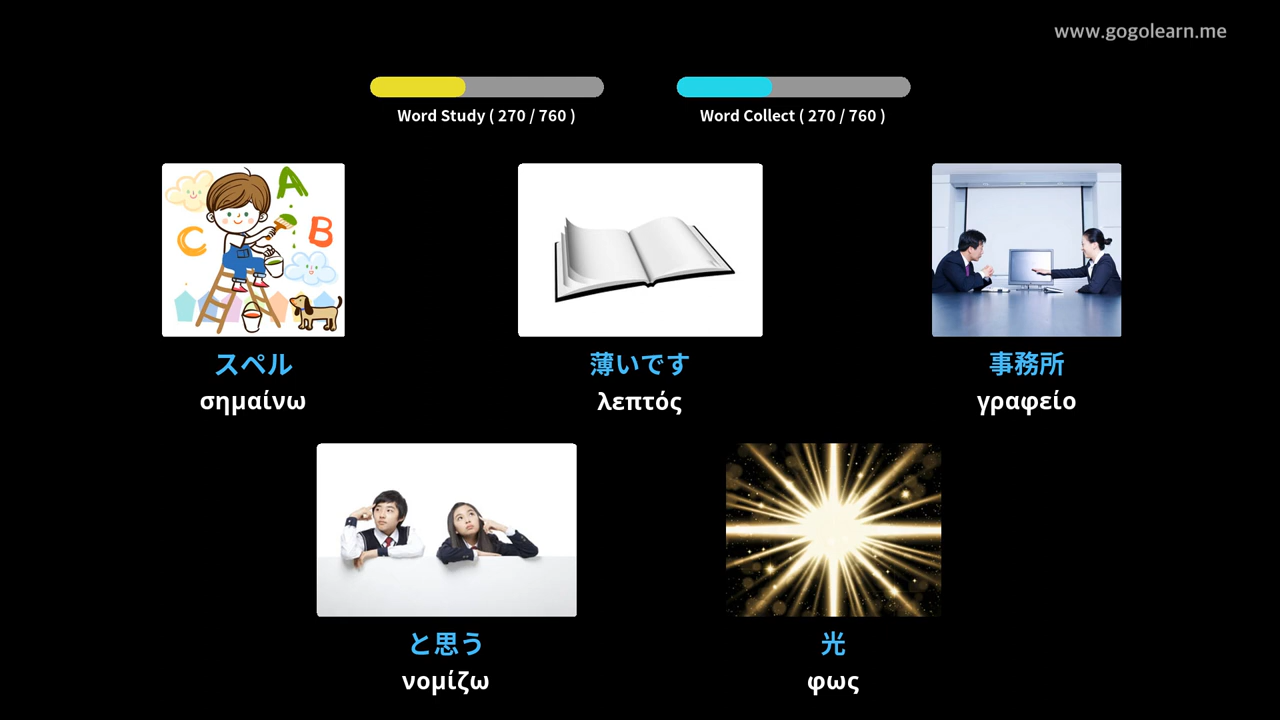 www.gogolearn.me
Word Study ( 270 / 760 )
Word Collect ( 270 / 760 )
A
B
C
スペル
σημαίνω
薄いです
λεπτός
事務所
γραφείο
と思う
νομίζω
光
φως